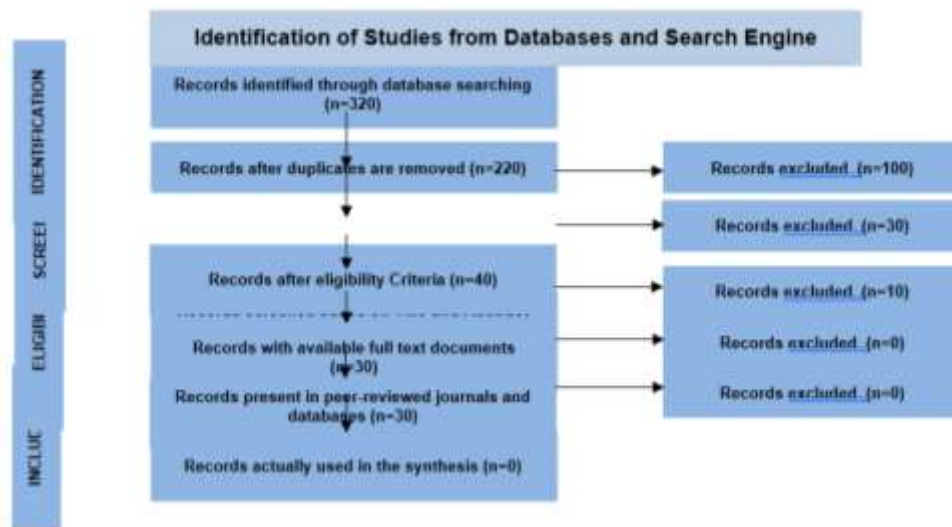 Identification of Studies from Databases and Search Engine
IDENTIFICATION
Records identified through database searching
(n=320)
Records after duplicates are removed (n=220)
Records excluded (n=100)
SCREEI
Records excluded (n=30)
Records after eligibility Criteria (n=40)
Records excluded (n=10)
ELIGIBI
Records with available full text documents
(n=30)
Records excluded (n=0)
Records present in peer-reviewed journals and
databases (n=30)
Records excluded (n=0)
INCLUC
Records actually used in the synthesis (n=0)